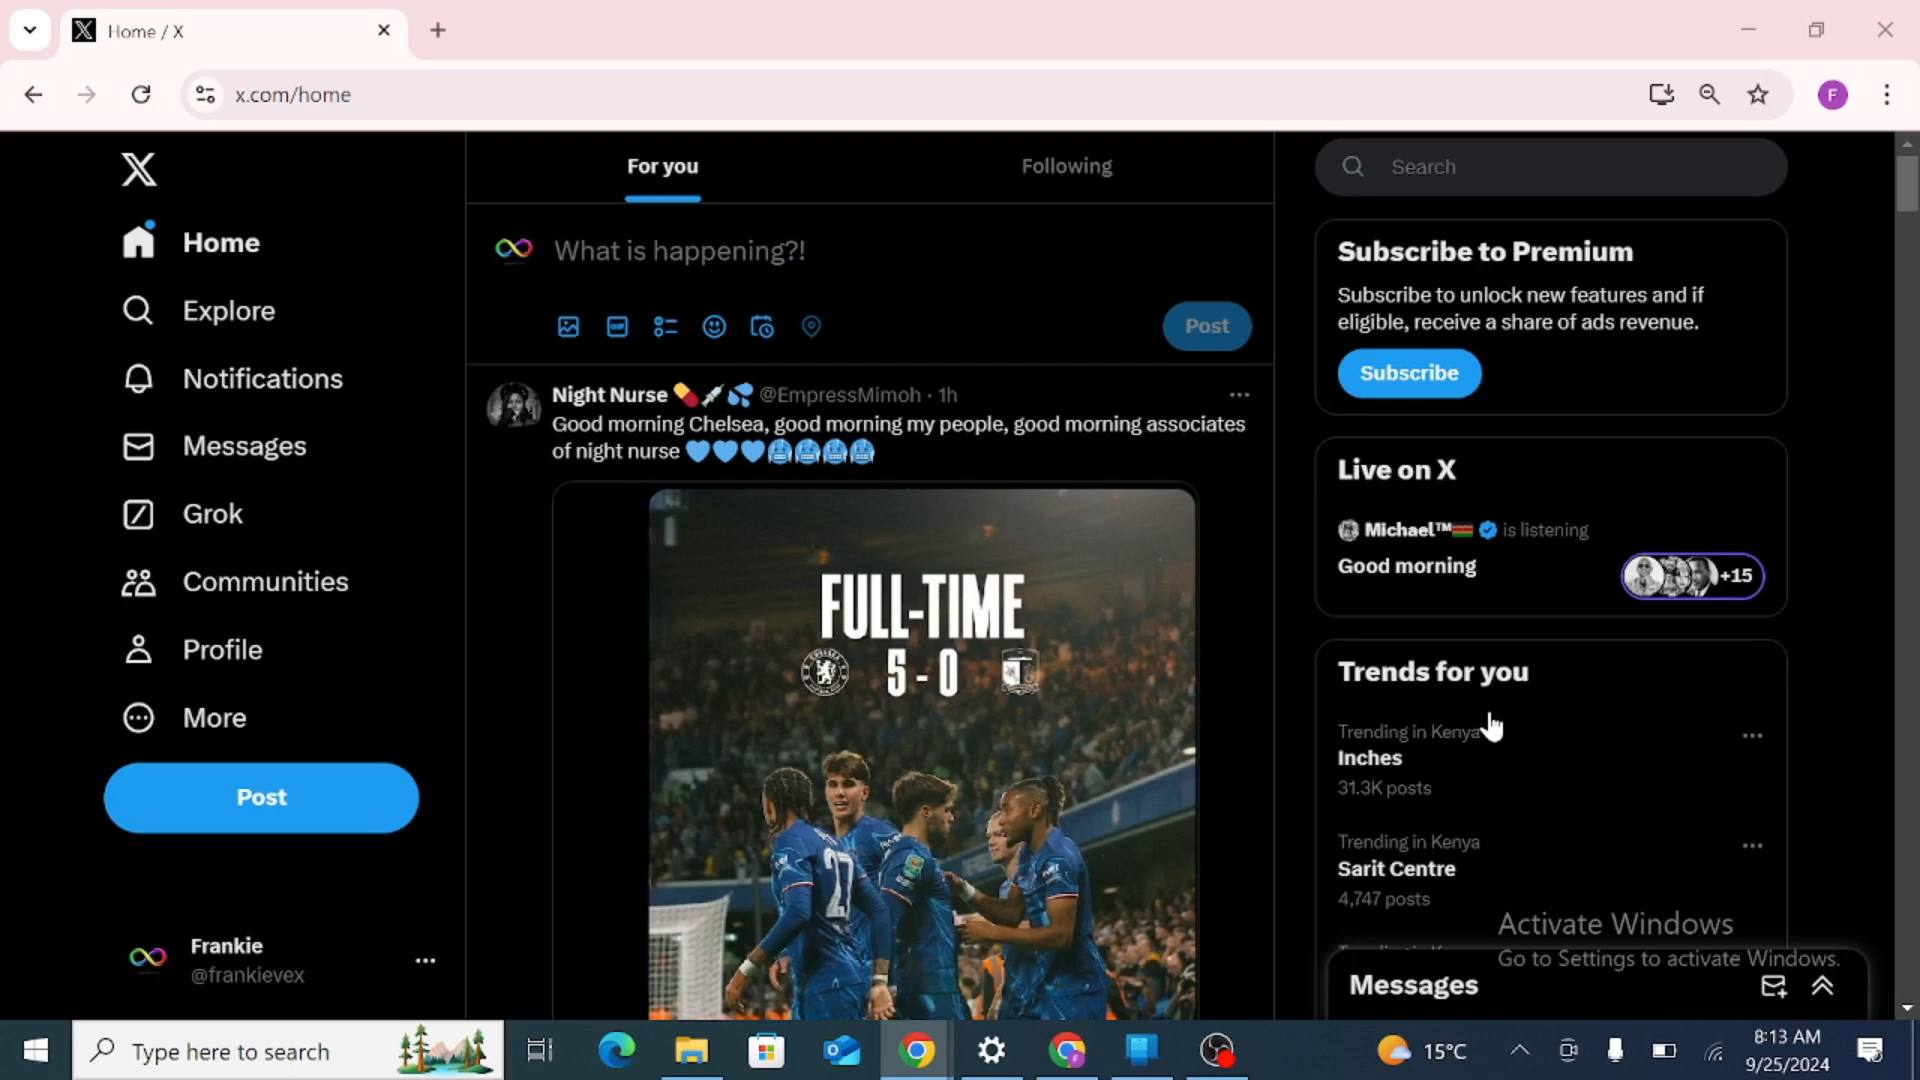 Home / X
x.com/home
F
Home
Explore
Notifications
Messages
Grok
Communities
Profile
More
Post
Frankie
@frankievex
For you
Following
What is happening?!
GIF
Post
Night Nurse 💊💉💦 @EmpressMimoh · 1h
Good morning Chelsea, good morning my people, good morning associates
of night nurse 💙💙💙🥶🥶🥶🥶
FULL-TIME
5 - 0
27
Search
Subscribe to Premium
Subscribe to unlock new features and if
eligible, receive a share of ads revenue.
Subscribe
Live on X
Michael™🇰🇪 is listening
Good morning
+15
Trends for you
Trending in Kenya
Inches
31.3K posts
Trending in Kenya
Sarit Centre
4,747 posts
Activate Windows
Go to Settings to activate Windows.
Messages
Type here to search
15°C
8:13 AM
9/25/2024